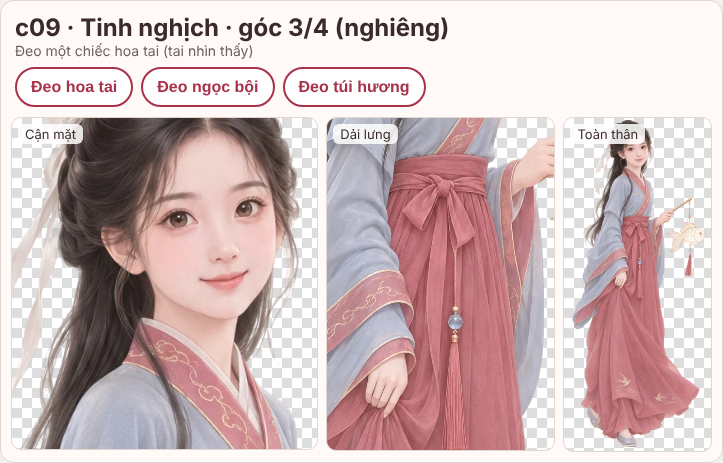 c09 · Tinh nghịch · góc 3/4 (nghiêng)
Đeo một chiếc hoa tai (tai nhìn thấy)
Đeo hoa tai Đeo ngọc bội Đeo túi hương
Cận mặt Dải lưng Toàn thân